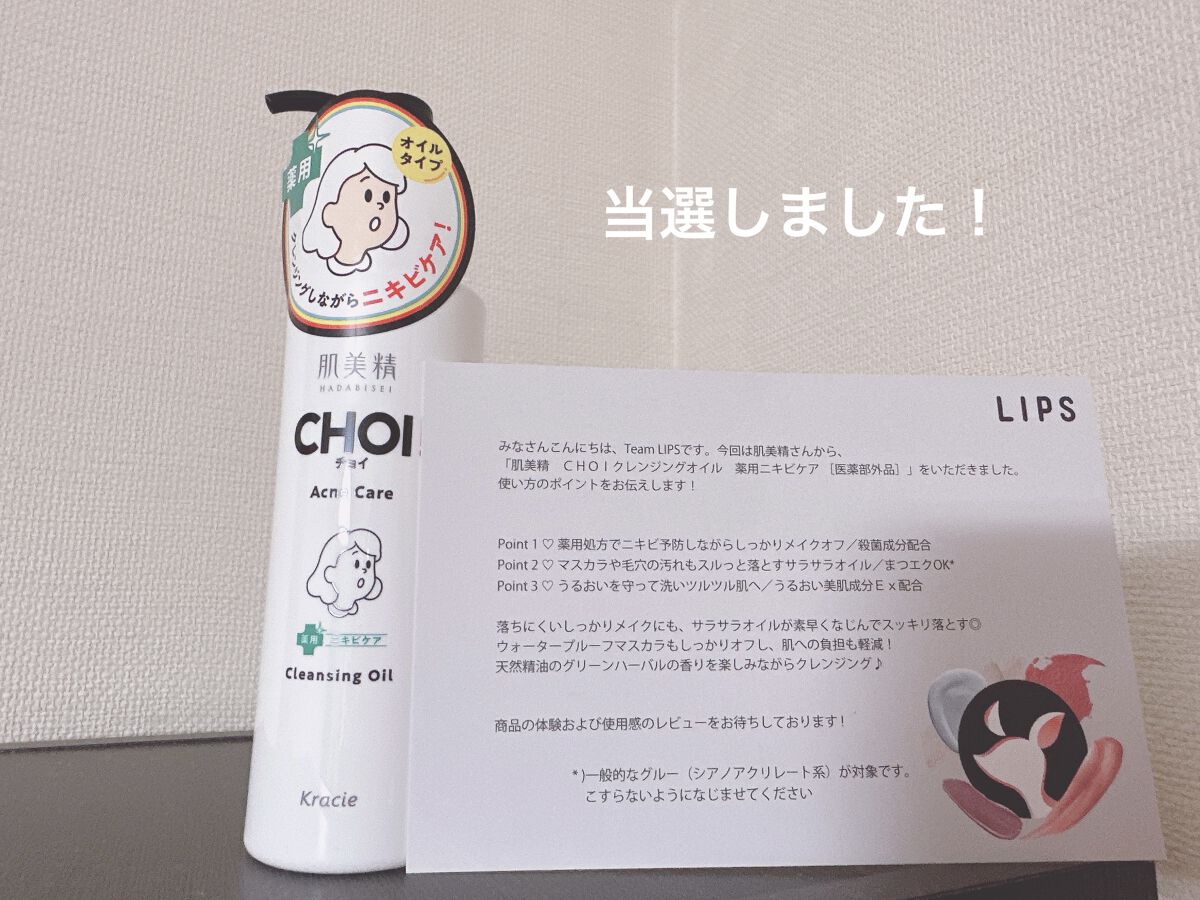 オイル
タイプ
薬用
クレンジングしながら
ニキビケア!
肌美精
HADABISEI
CHOI
チョイ
Acne Care
薬用 ニキビケア
Cleansing Oil
Kracie
当選しました！
LIPS
みなさんこんにちは、Team LIPSです。今回は肌美精さんから、
「肌美精　ＣＨＯＩクレンジングオイル　薬用ニキビケア［医薬部外品］」をいただきました。
使い方のポイントをお伝えします！
Point 1 ♡ 薬用処方でニキビ予防しながらしっかりメイクオフ／殺菌成分配合
Point 2 ♡ マスカラや毛穴の汚れもスルっと落とすサラサラオイル／まつエクOK*
Point 3 ♡ うるおいを守って洗いツルツル肌へ／うるおい美肌成分Ｅｘ配合
落ちにくいしっかりメイクにも、サラサラオイルが素早くなじんでスッキリ落とす◎
ウォータープルーフマスカラもしっかりオフし、肌への負担も軽減！
天然精油のグリーンハーバルの香りを楽しみながらクレンジング♪
商品の体験および使用感のレビューをお待ちしております！
* )一般的なグルー（シアノアクリレート系）が対象です。
こすらないようになじませてください